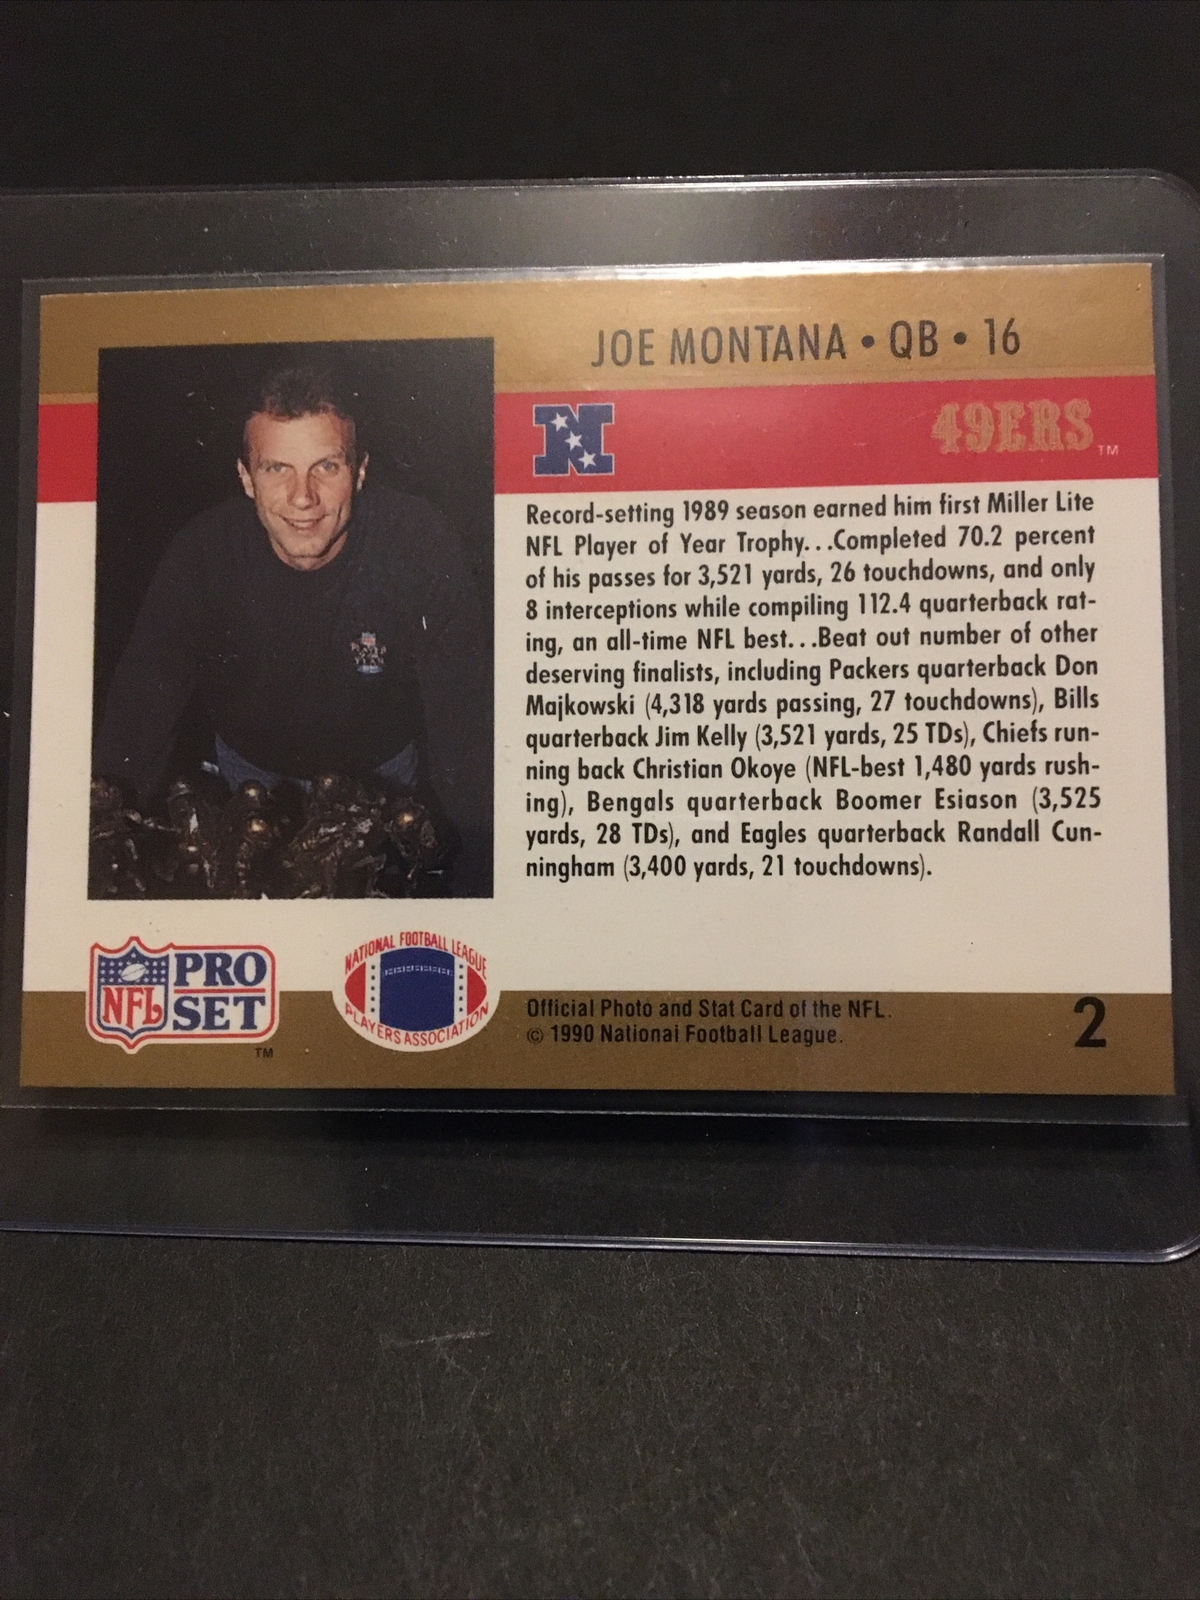 JOE MONTANA • QB • 16
N
49ERS
TM
Record-setting 1989 season earned him first Miller Lite
NFL Player of Year Trophy...Completed 70.2 percent
of his passes for 3,521 yards, 26 touchdowns, and only
8 interceptions while compiling 112.4 quarterback rat-
ing, an all-time NFL best...Beat out number of other
deserving finalists, including Packers quarterback Don
Majkowski (4,318 yards passing, 27 touchdowns), Bills
quarterback Jim Kelly (3,521 yards, 25 TDs), Chiefs run-
ning back Christian Okoye (NFL-best 1,480 yards rush-
ing), Bengals quarterback Boomer Esiason (3,525
yards, 28 TDs), and Eagles quarterback Randall Cun-
ningham (3,400 yards, 21 touchdowns).
NFL PRO SET
TM
NATIONAL FOOTBALL LEAGUE
PLAYERS ASSOCIATION
Official Photo and Stat Card of the NFL.
© 1990 National Football League.
2